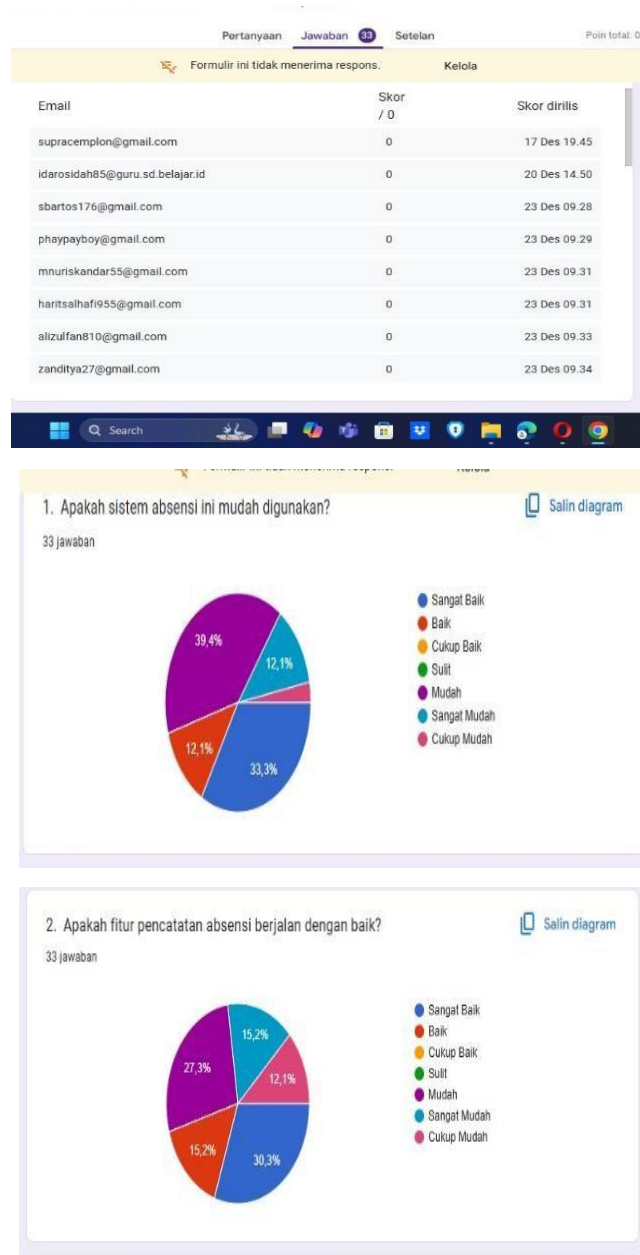 Pertanyaan Jawaban 33 Setelan Poin total: 0
Formulir ini tidak menerima respons. Kelola
Email Skor / 0 Skor dirilis
supracemplon@gmail.com 0 17 Des 19.45
idarosidah85@guru.sd.belajar.id 0 20 Des 14.50
sbartos176@gmail.com 0 23 Des 09.28
phaypayboy@gmail.com 0 23 Des 09.29
mnuriskandar55@gmail.com 0 23 Des 09.31
haritsalhafi955@gmail.com 0 23 Des 09.31
alizulfan810@gmail.com 0 23 Des 09.33
zanditya27@gmail.com 0 23 Des 09.34
Search
1. Apakah sistem absensi ini mudah digunakan? Salin diagram
33 jawaban
39,4%
12,1%
12,1%
33,3%
Sangat Baik
Baik
Cukup Baik
Sulit
Mudah
Sangat Mudah
Cukup Mudah
2. Apakah fitur pencatatan absensi berjalan dengan baik? Salin diagram
33 jawaban
15,2%
27,3%
12,1%
15,2%
30,3%
Sangat Baik
Baik
Cukup Baik
Sulit
Mudah
Sangat Mudah
Cukup Mudah